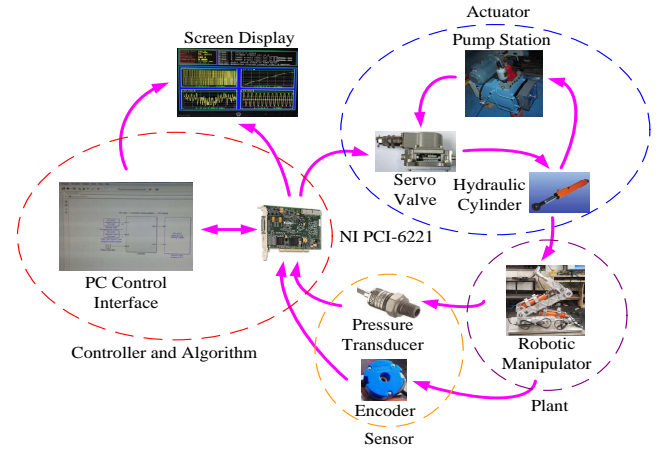 Actuator
Screen Display
Pump Station
Servo
Valve
Hydraulic
Cylinder
NI PCI-6221
PC Control
Interface
Pressure
Transducer
Robotic
Manipulator
Controller and Algorithm
Encoder
Plant
Sensor